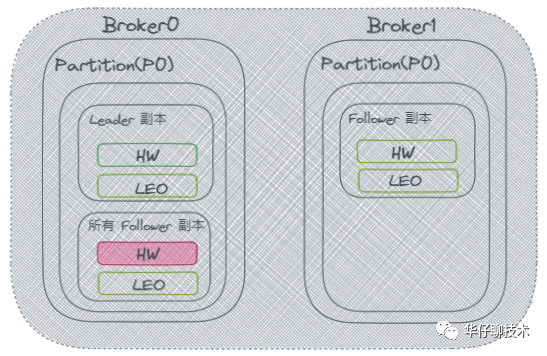 Broker0
Partition(P0)
Leader 副本
HW
LEO
所有 Follower 副本
HW
LEO
Broker1
Partition(P0)
Follower 副本
HW
LEO
华仔聊技术